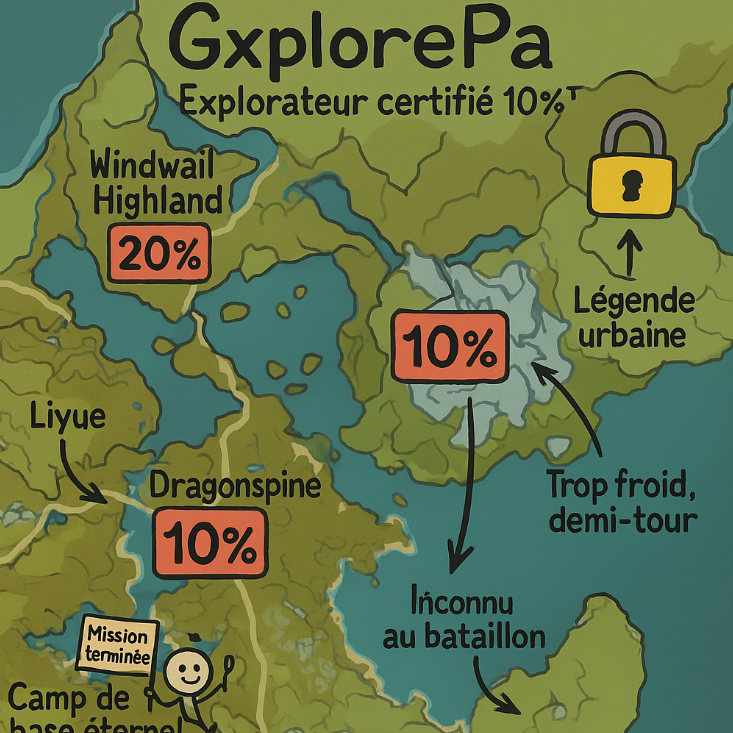 GxplorePa
Explorateur certifié 10%T
Windwail
Highland
20%
10%
Légende
urbaine
Liyue
Dragonspine
10%
Trop froid,
demi-tour
Inconnu
au bataillon
Mission
terminée
Camp de
base éternel